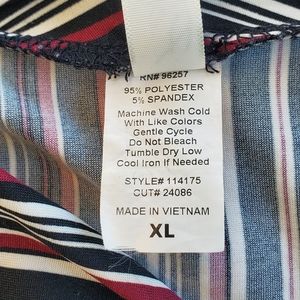 RN# 96257
95% POLYESTER
5% SPANDEX
Machine Wash Cold
With Like Colors
Gentle Cycle
Do Not Bleach
Tumble Dry Low
Cool Iron If Needed
STYLE# 114175
CUT# 24086
MADE IN VIETNAM
XL